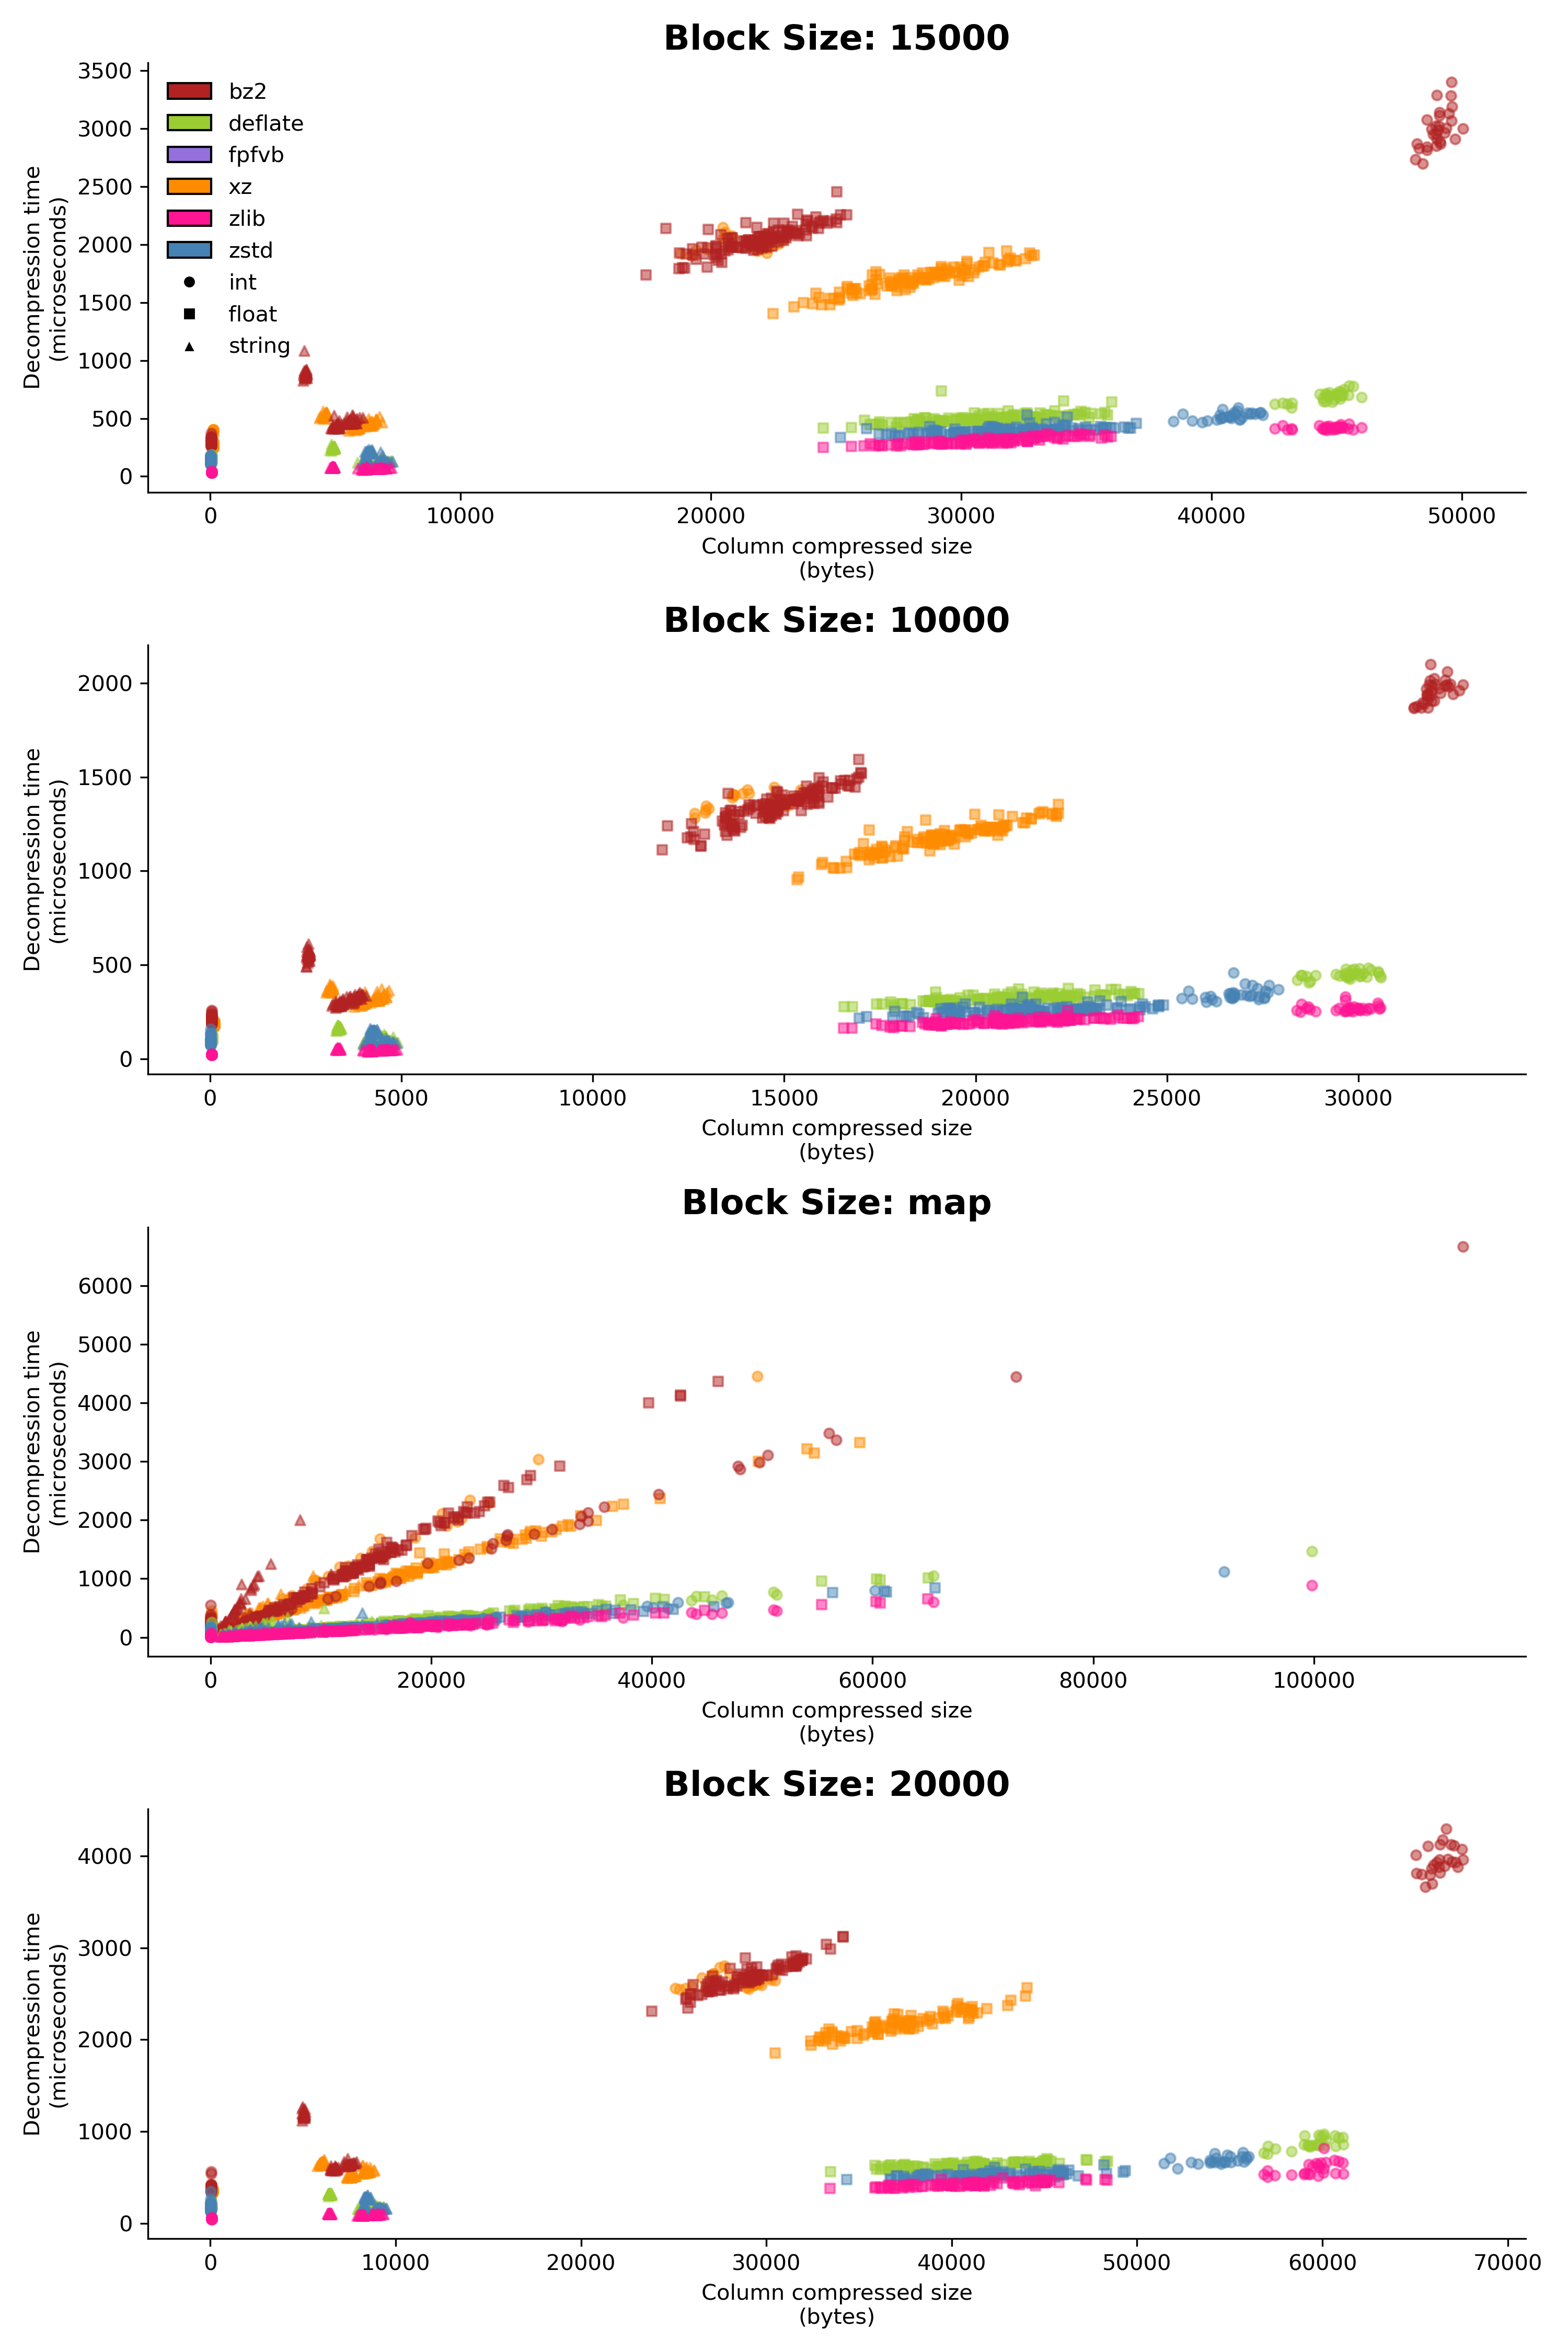 Block Size: 15000
3500
3000
2500
2000
1500
1000
500
0
Decompression time
(microseconds)
bz2
deflate
fpfvb
xz
zlib
zstd
int
float
string
0 10000 20000 30000 40000 50000
Column compressed size
(bytes)
Block Size: 10000
2000
1500
1000
500
0
Decompression time
(microseconds)
0 5000 10000 15000 20000 25000 30000
Column compressed size
(bytes)
Block Size: map
6000
5000
4000
3000
2000
1000
0
Decompression time
(microseconds)
0 20000 40000 60000 80000 100000
Column compressed size
(bytes)
Block Size: 20000
4000
3000
2000
1000
0
Decompression time
(microseconds)
0 10000 20000 30000 40000 50000 60000 70000
Column compressed size
(bytes)